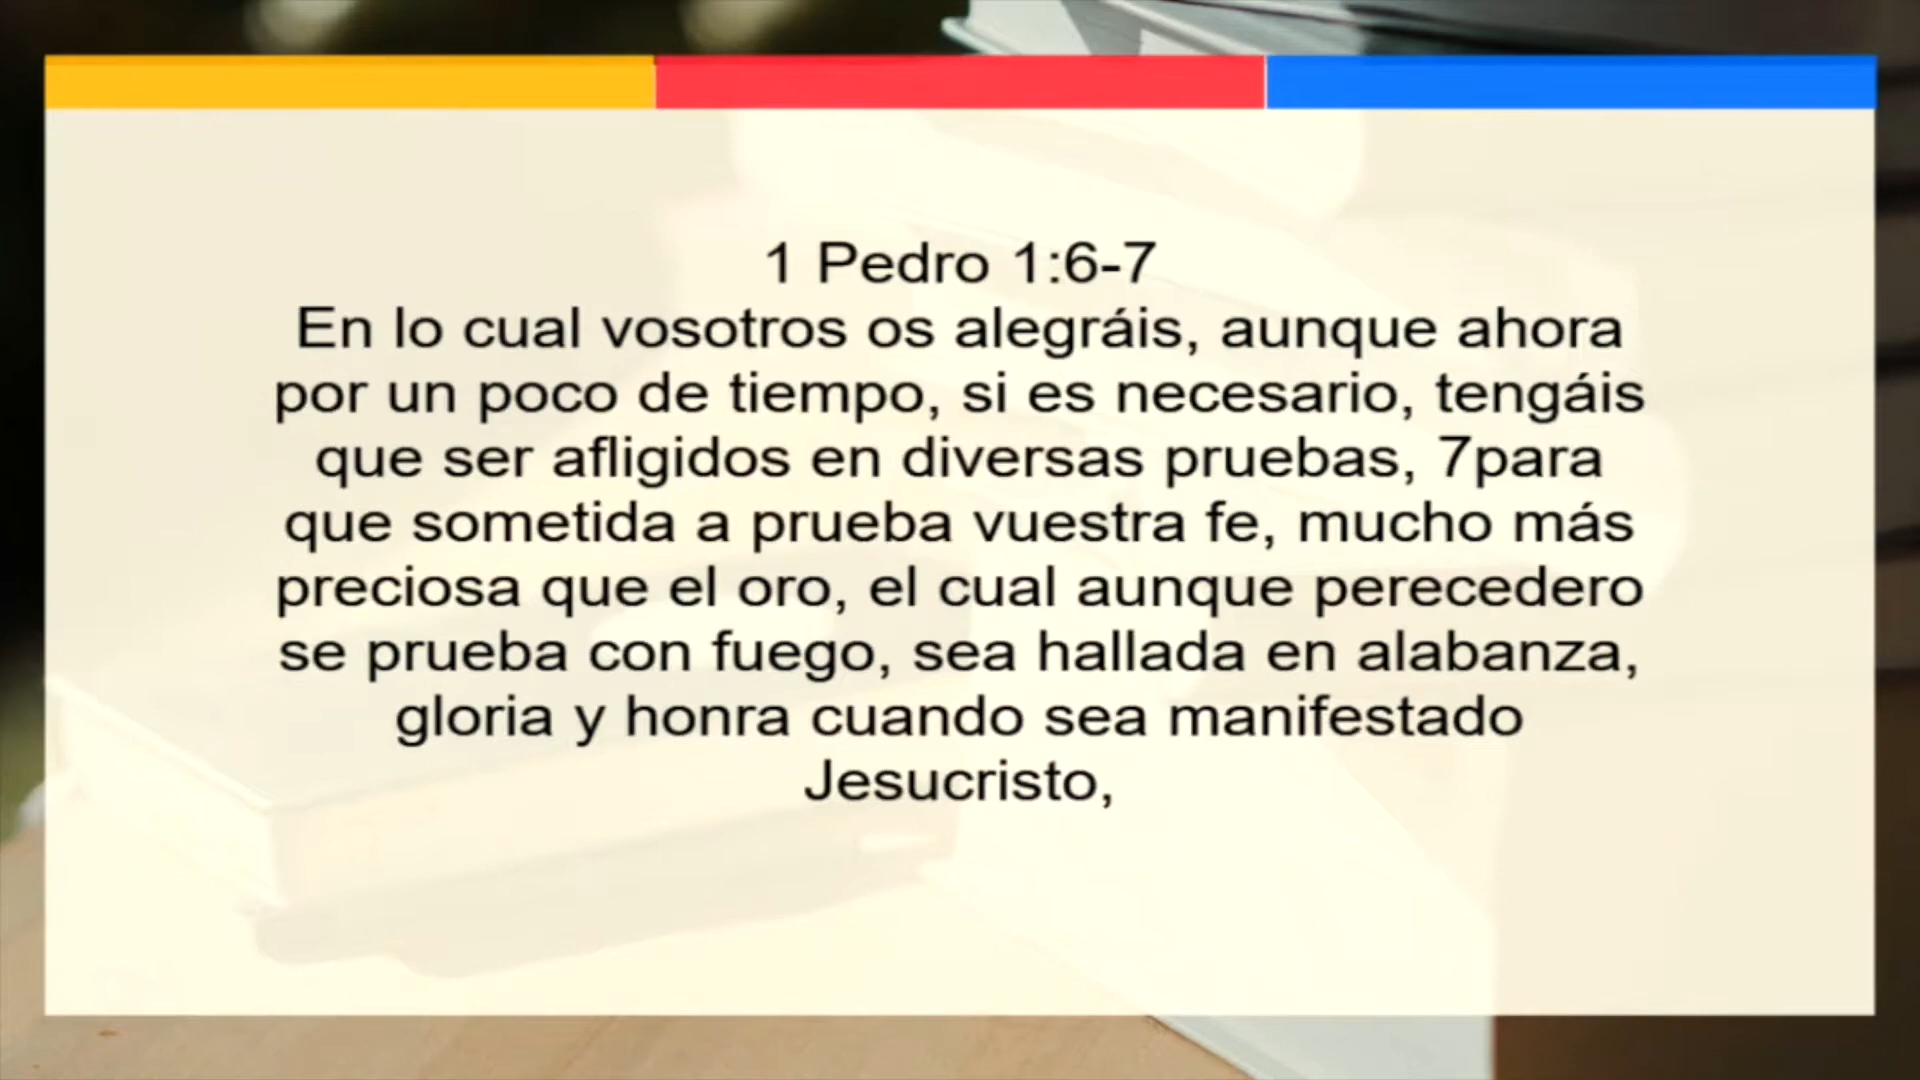 1 Pedro 1:6-7
En lo cual vosotros os alegráis, aunque ahora
por un poco de tiempo, si es necesario, tengáis
que ser afligidos en diversas pruebas, 7para
que sometida a prueba vuestra fe, mucho más
preciosa que el oro, el cual aunque perecedero
se prueba con fuego, sea hallada en alabanza,
gloria y honra cuando sea manifestado
Jesucristo,